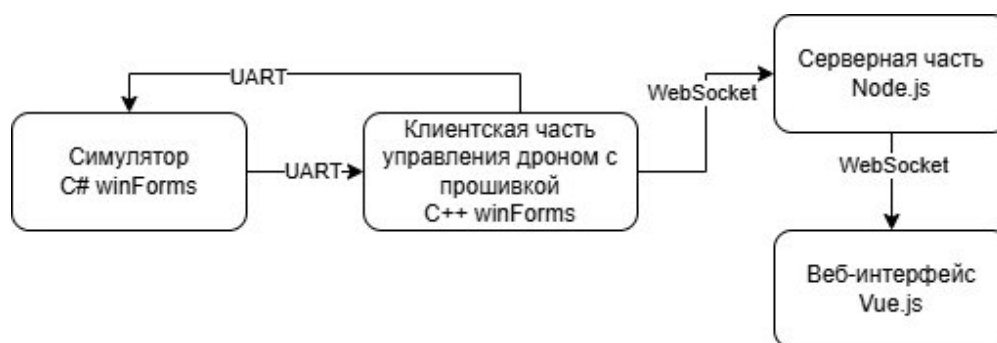 UART
Симулятор
C# winForms
UART
Клиентская часть
управления дроном с
прошивкой
C++ winForms
WebSocket
Серверная часть
Node.js
WebSocket
Веб-интерфейс
Vue.js